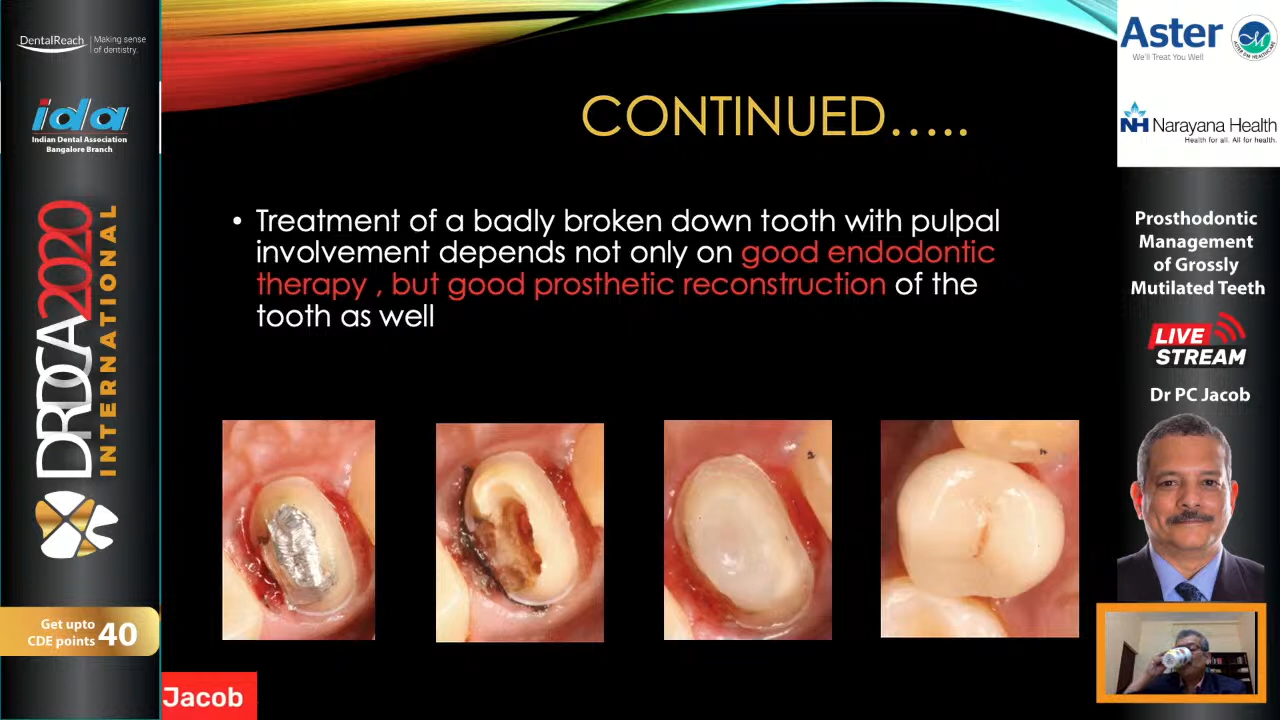 DentalReach
Making sense
of dentistry.
ida
Indian Dental Association
Bangalore Branch
DRDCA2020
INTERNATIONAL
Get upto
CDE points 40
CONTINUED.....
• Treatment of a badly broken down tooth with pulpal
involvement depends not only on good endodontic
therapy , but good prosthetic reconstruction of the
tooth as well
Jacob
Aster
We'll Treat You Well
NH Narayana Health
Health for all. All for health.
Prosthodontic
Management
of Grossly
Mutilated Teeth
LIVE
STREAM
Dr PC Jacob